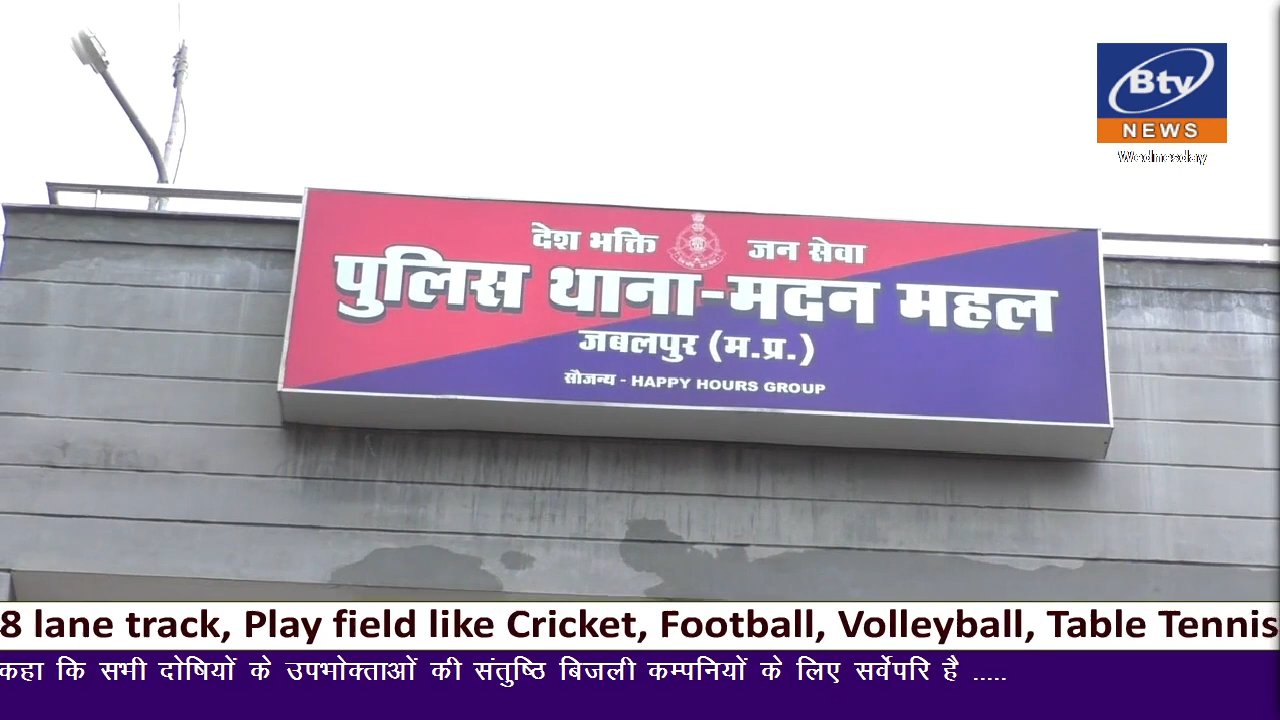 Btv
NEWS
Wednesday
देश भक्ति जन सेवा
पुलिस थाना-मदन महल
जबलपुर (म.प्र.)
सौजन्य - HAPPY HOURS GROUP
8 lane track, Play field like Cricket, Football, Volleyball, Table Tennis
कहा कि सभी दोषियों के उपभोक्ताओं की संतुष्ठि बिजली कम्पनियों के लिए सर्वेपरि है .....